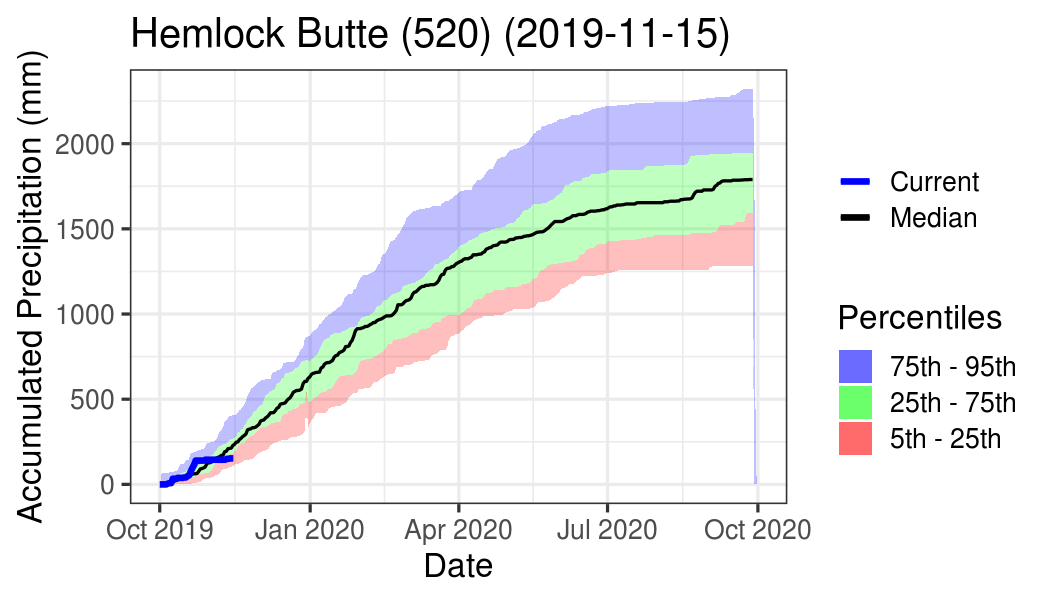 Hemlock Butte (520) (2019-11-15)
Accumulated Precipitation (mm)
2000
1500
1000
500
0
Oct 2019
Jan 2020
Apr 2020
Jul 2020
Oct 2020
Date
Current
Median
Percentiles
75th - 95th
25th - 75th
5th - 25th